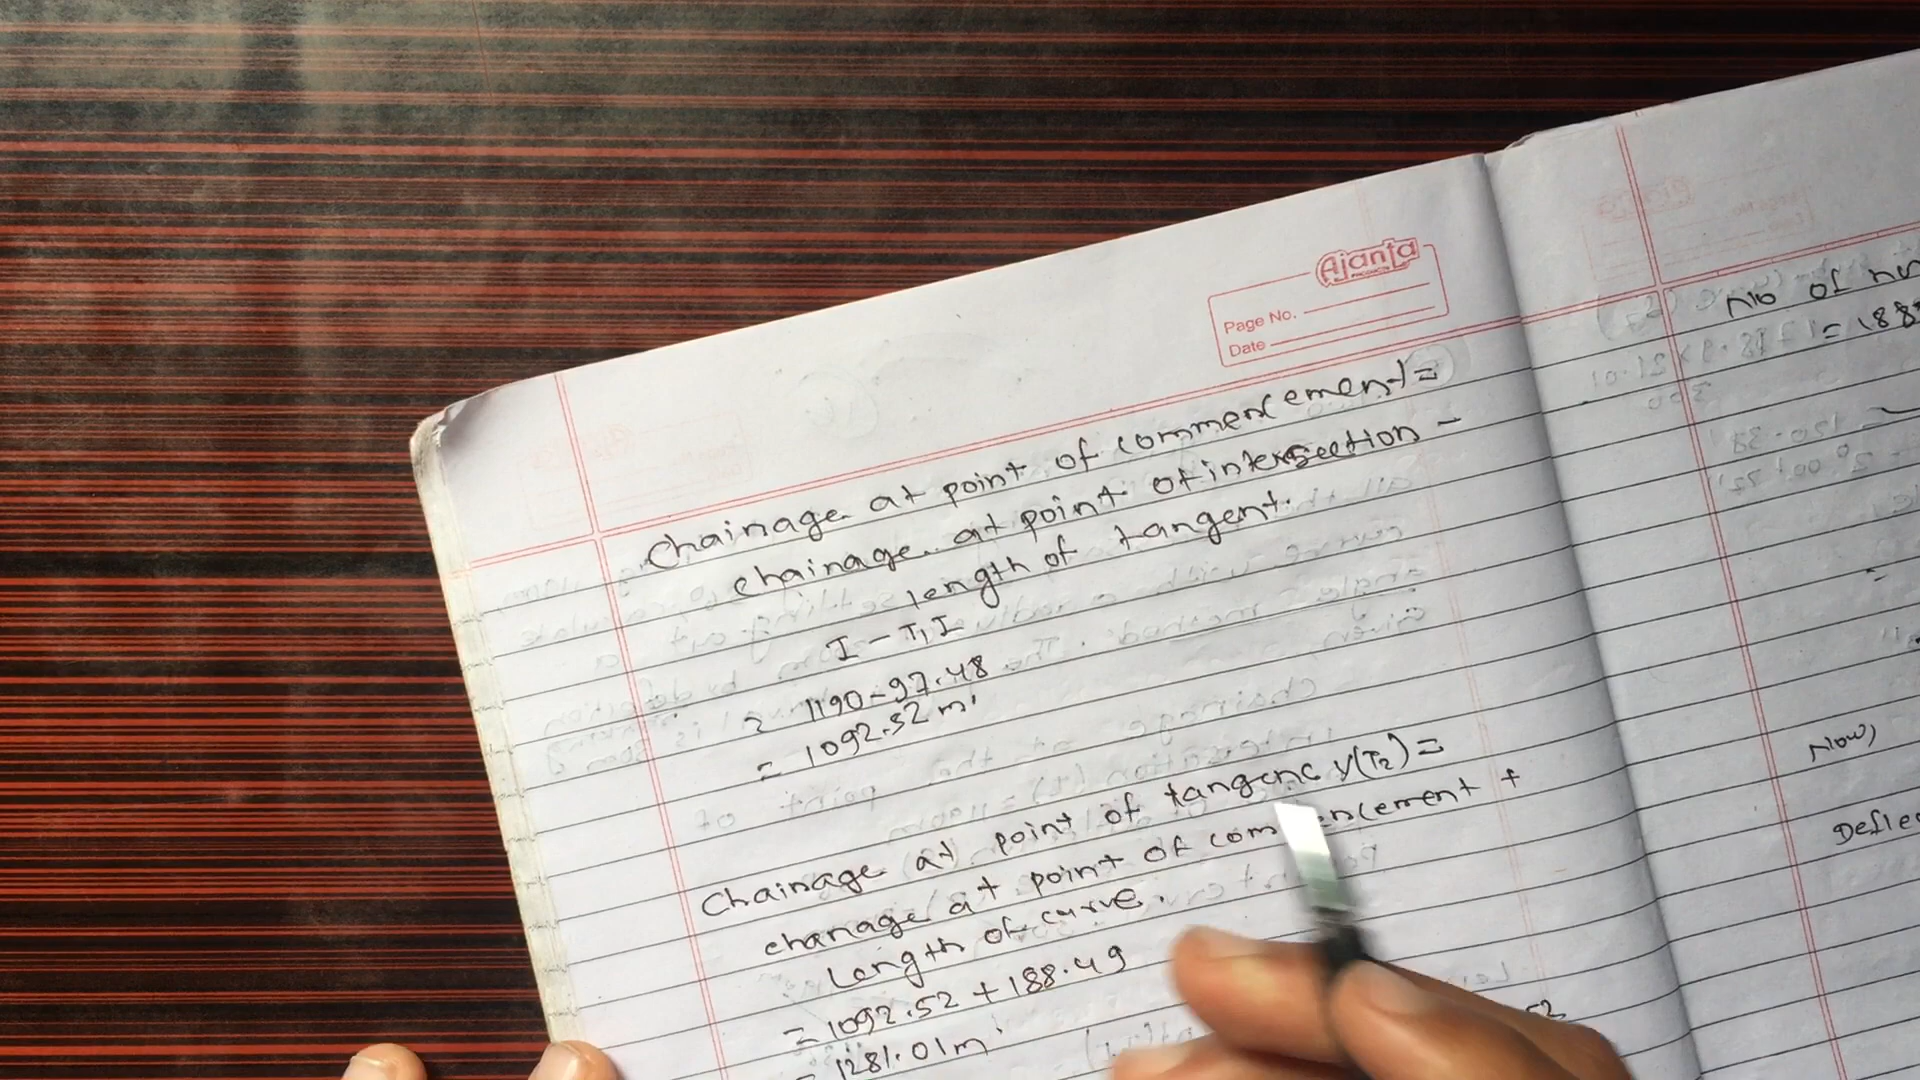 Ajanta
Page No.
Date
Chainage at point of commencement =
chainage at point of intersection -
length of tangent.
I - T₁I
= 1190 - 97.48
= 1092.52 m
Chainage at point of tangency (T₂) =
chanage at point of commencement +
Length of curve.
= 1092.52 + 188.49
= 1281.01 m
No of
= 188
Now,
Defle